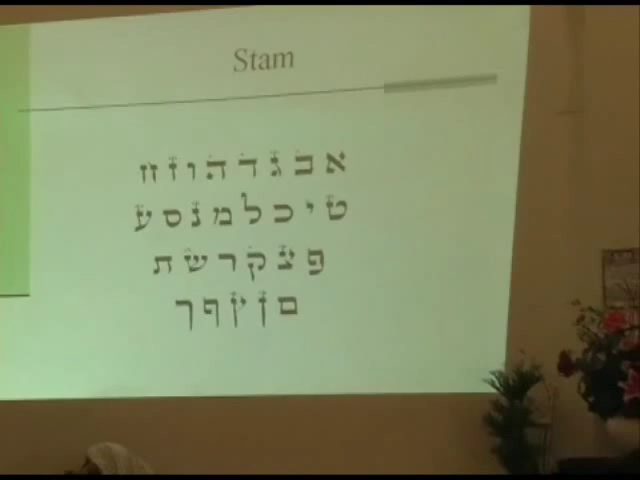 Stam
א ב ג ד ה ו ז ח
ט י כ ל מ נ ס ע
פ צ ק ר ש ת
ם ן ץ ף ך